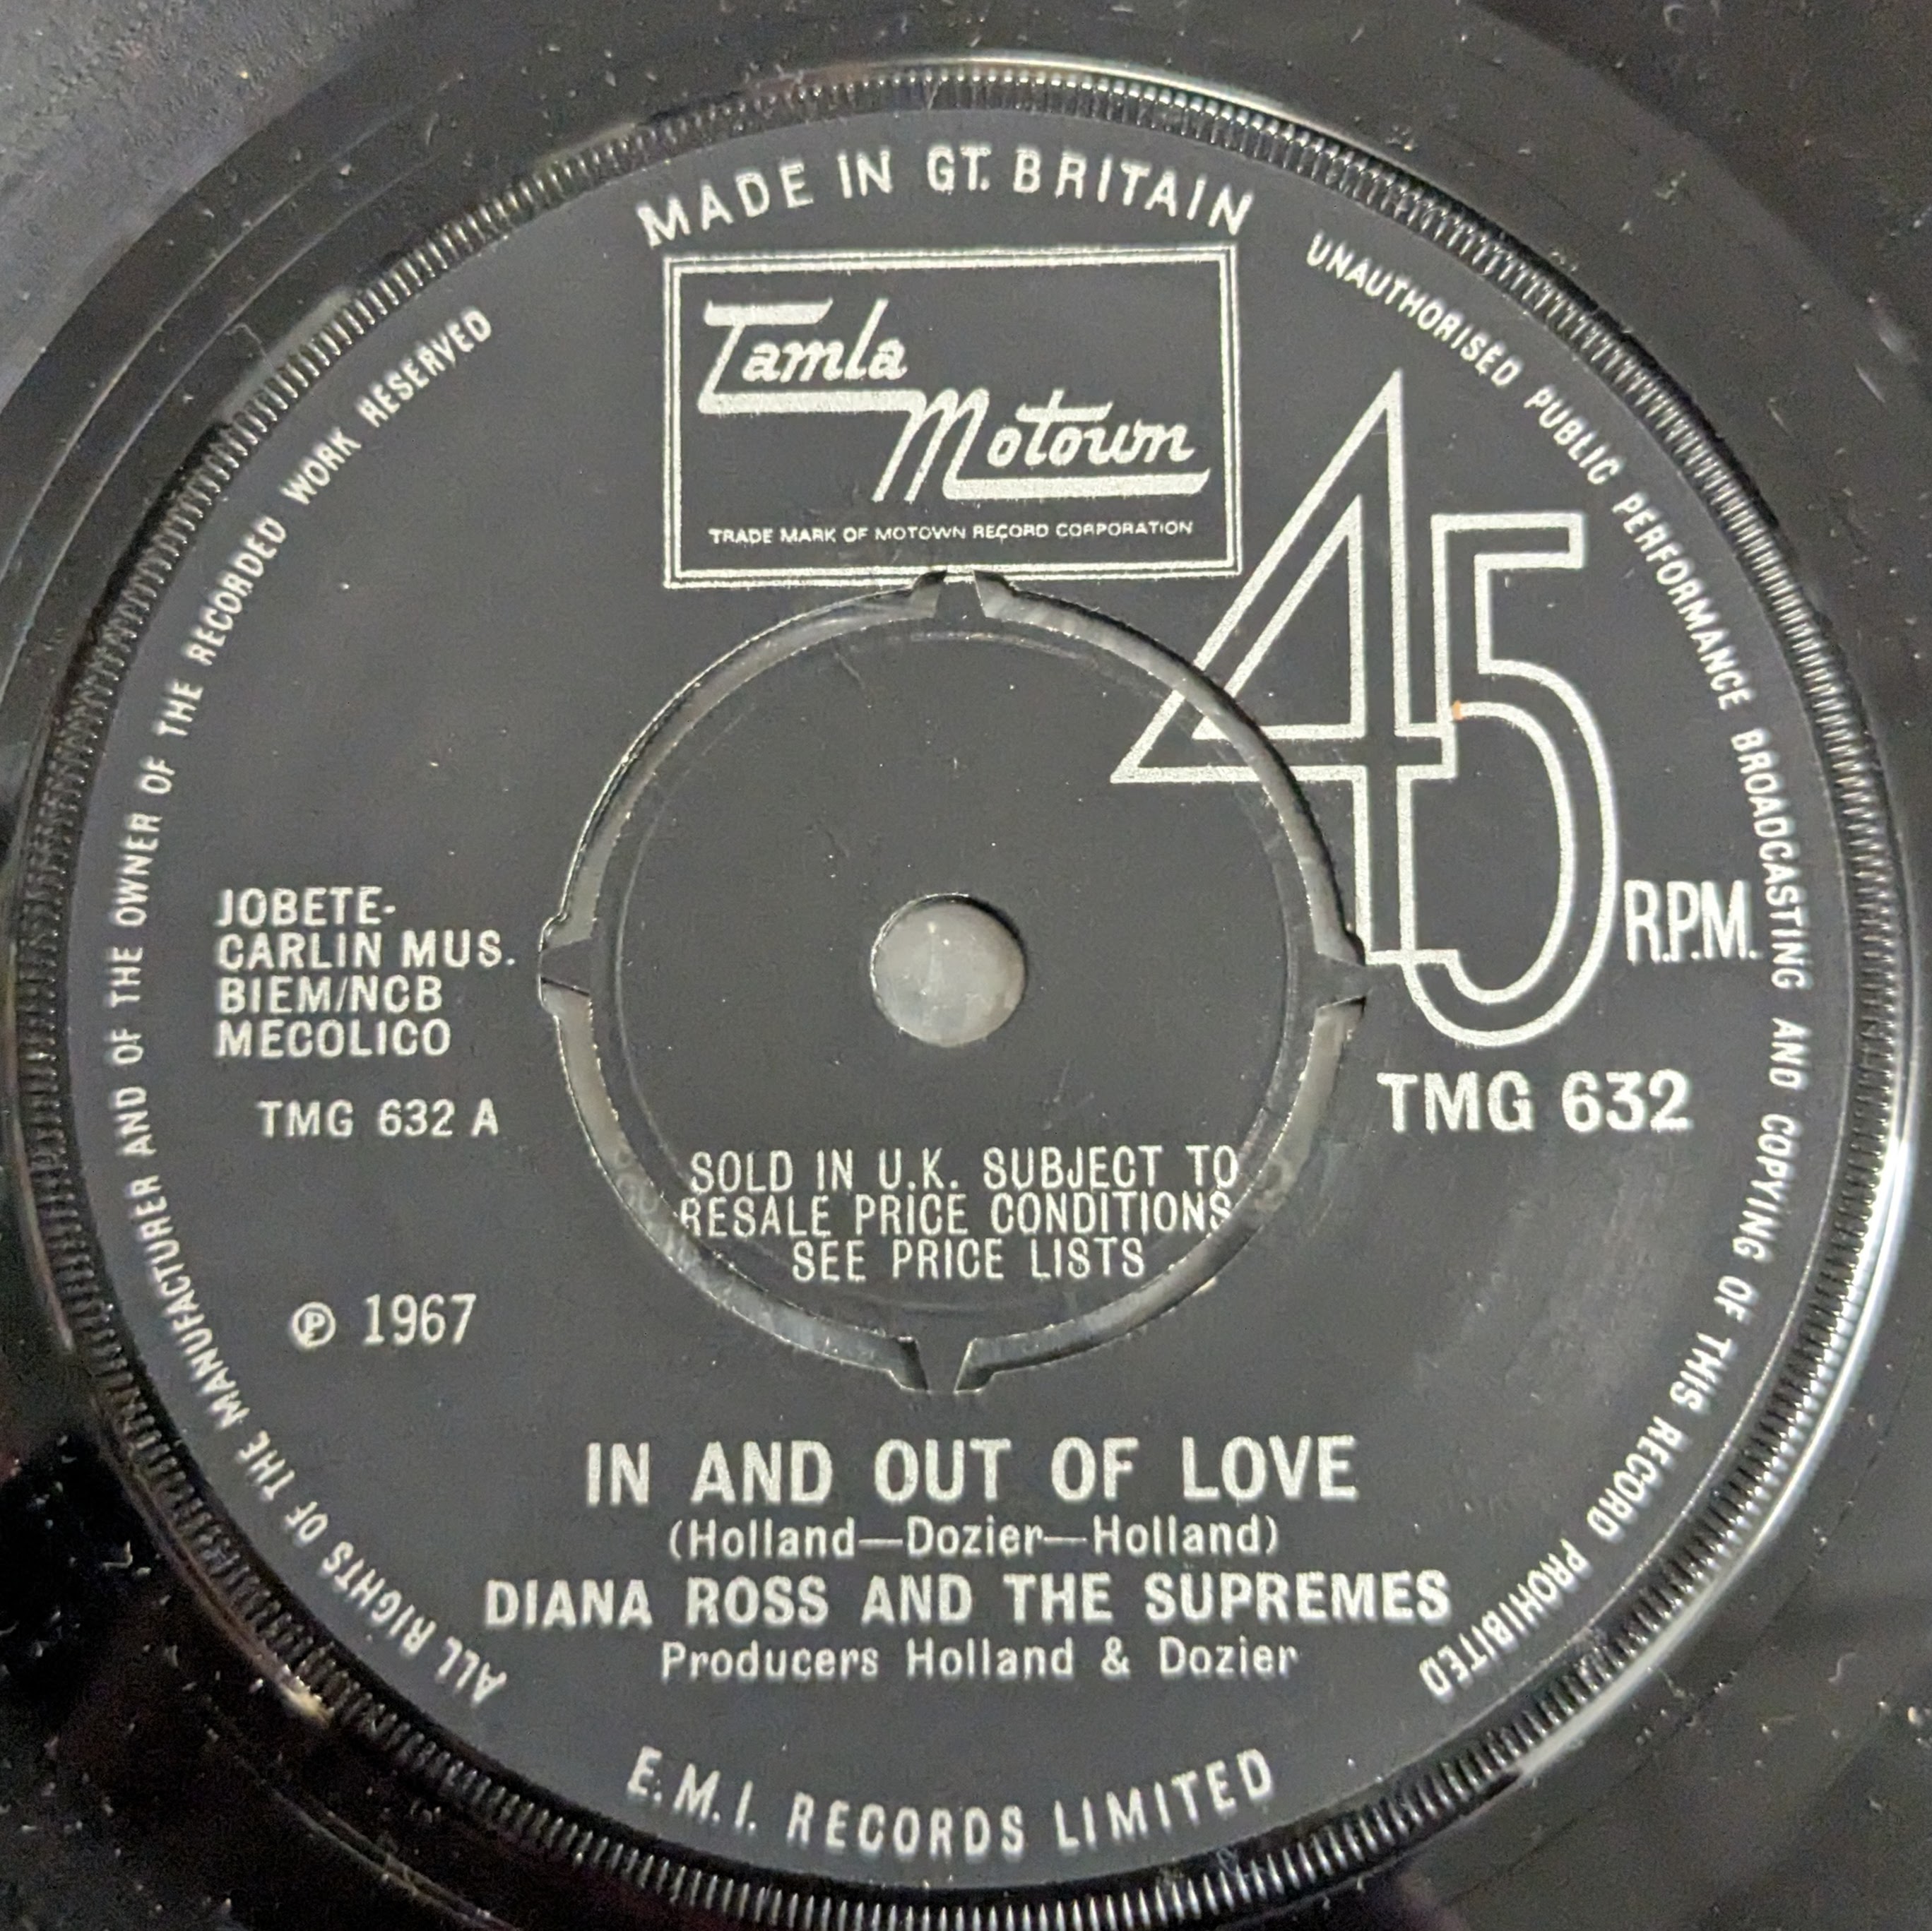 MADE IN GT. BRITAIN
Tamla
Motown
TRADE MARK OF MOTOWN RECORD CORPORATION
45
R.P.M.
JOBETE-
CARLIN MUS.
BIEM/NCB
MECOLICO
TMG 632 A
TMG 632
SOLD IN U.K. SUBJECT TO
RESALE PRICE CONDITIONS
SEE PRICE LISTS
℗ 1967
IN AND OUT OF LOVE
(Holland—Dozier—Holland)
DIANA ROSS AND THE SUPREMES
Producers Holland & Dozier
E.M.I. RECORDS LIMITED
ALL RIGHTS OF THE MANUFACTURER AND OF THE OWNER OF THE RECORDED WORK RESERVED
UNAUTHORISED PUBLIC PERFORMANCE BROADCASTING AND COPYING OF THIS RECORD PROHIBITED